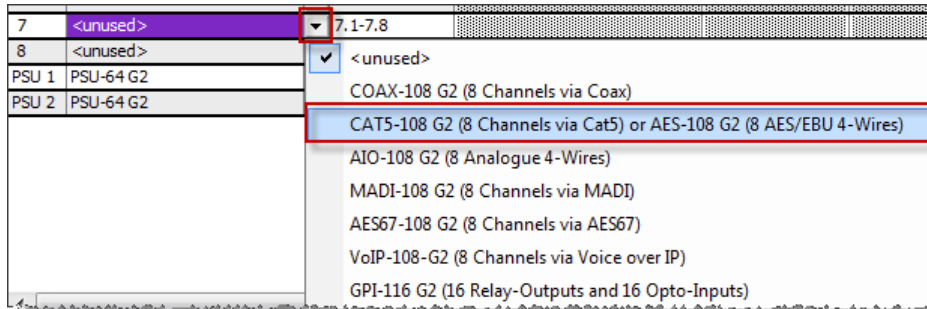 7 <unused> 7.1-7.8
8 <unused>
PSU 1 PSU-64 G2
PSU 2 PSU-64 G2
<unused>
COAX-108 G2 (8 Channels via Coax)
CAT5-108 G2 (8 Channels via Cat5) or AES-108 G2 (8 AES/EBU 4-Wires)
AIO-108 G2 (8 Analogue 4-Wires)
MADI-108 G2 (8 Channels via MADI)
AES67-108 G2 (8 Channels via AES67)
VoIP-108-G2 (8 Channels via Voice over IP)
GPI-116 G2 (16 Relay-Outputs and 16 Opto-Inputs)